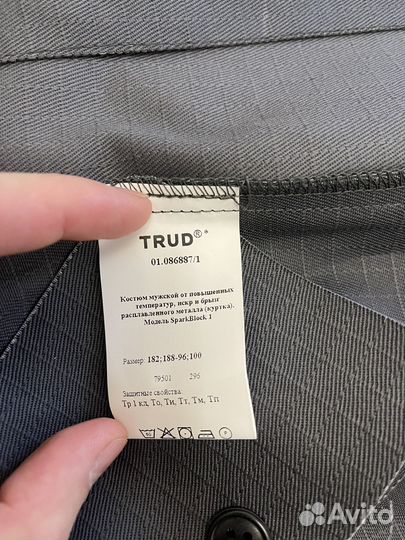 TRUD®*
01.086887/1
Костюм мужской от повышенных
температур, искр и брызг
расплавленного металла (куртка).
Модель SparkBlock 1
Размер: 182;188-96;100
79501 296
Защитные свойства:
Тр 1 кл, То, Ти, Тт, Тм, Тп
Avito